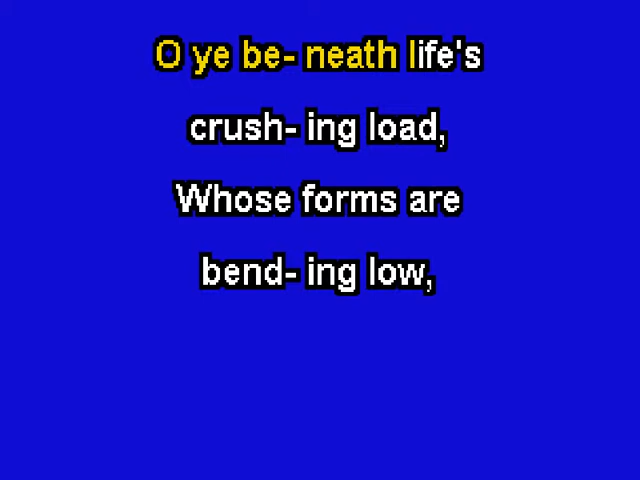 O ye be- neath life's
crush- ing load,
Whose forms are
bend- ing low,